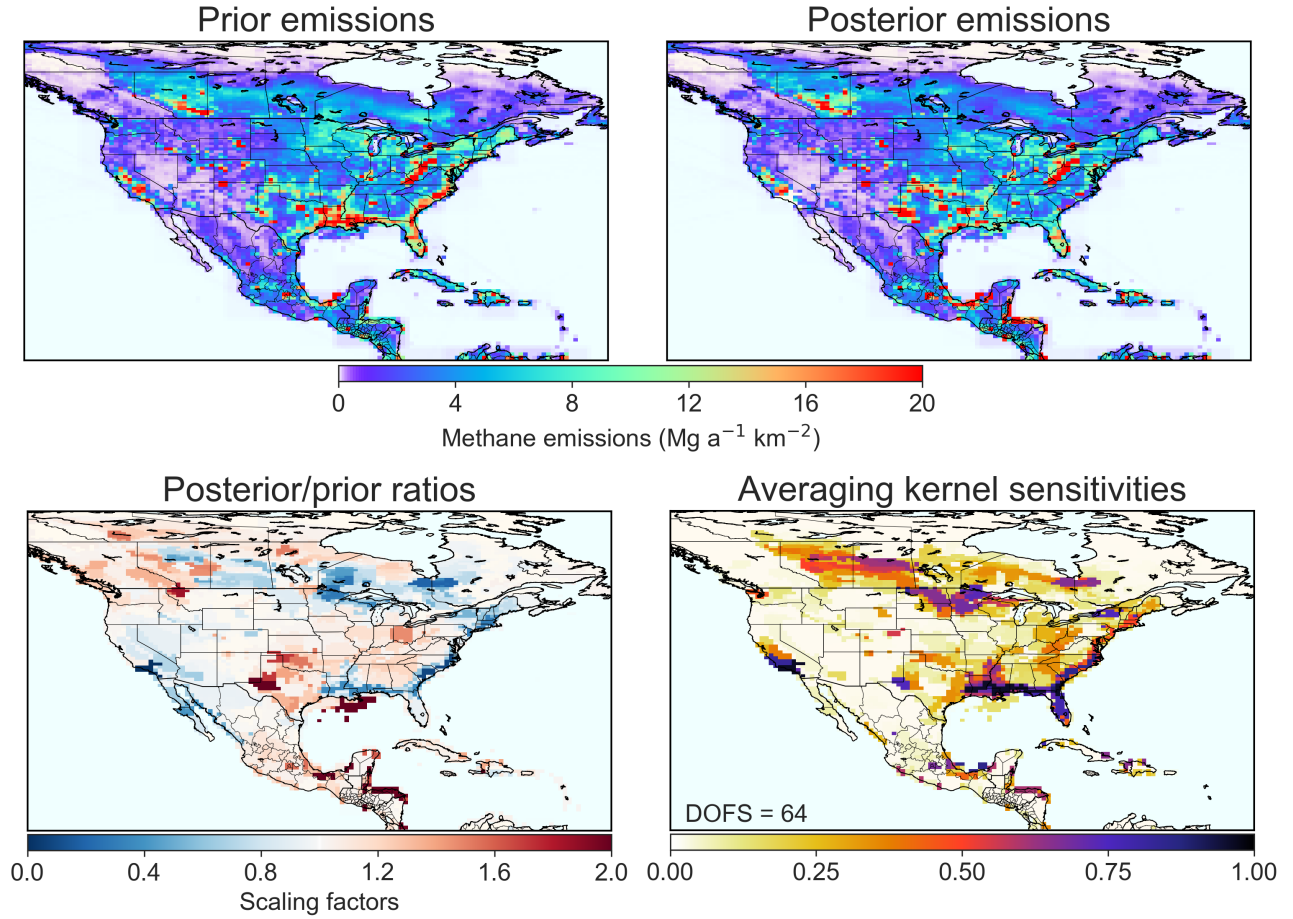 Prior emissions
Posterior emissions
0 4 8 12 16 20
Methane emissions (Mg a⁻¹ km⁻²)
Posterior/prior ratios
Averaging kernel sensitivities
DOFS = 64
0.0 0.4 0.8 1.2 1.6 2.0
0.00 0.25 0.50 0.75 1.00
Scaling factors